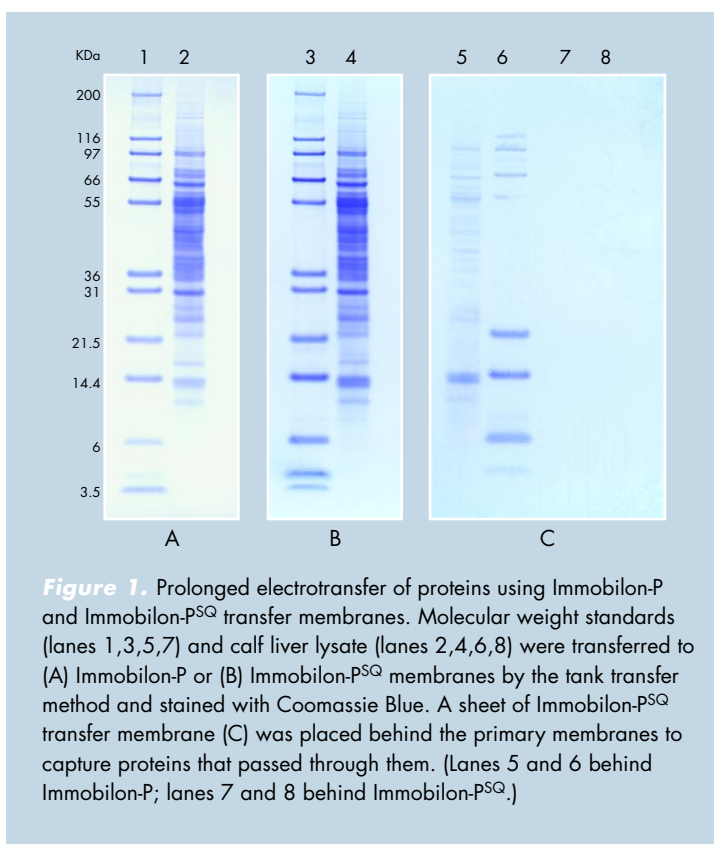 KDa 1 2 3 4 5 6 7 8
200
116
97
66
55
36
31
21.5
14.4
6
3.5
A B C
Figure 1. Prolonged electrotransfer of proteins using Immobilon-P
and Immobilon-PSQ transfer membranes. Molecular weight standards
(lanes 1,3,5,7) and calf liver lysate (lanes 2,4,6,8) were transferred to
(A) Immobilon-P or (B) Immobilon-PSQ membranes by the tank transfer
method and stained with Coomassie Blue. A sheet of Immobilon-PSQ
transfer membrane (C) was placed behind the primary membranes to
capture proteins that passed through them. (Lanes 5 and 6 behind
Immobilon-P; lanes 7 and 8 behind Immobilon-PSQ.)